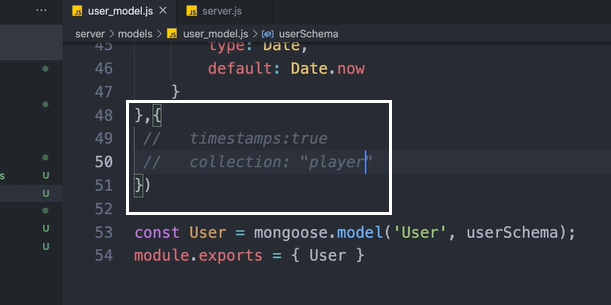 user_model.js
server.js
server > models > user_model.js > userSchema
45 type: Date,
46 default: Date.now
47 }
48 },{
49 // timestamps:true
50 // collection: "player"
51 })
52
53 const User = mongoose.model('User', userSchema);
54 module.exports = { User }
s
U
U
U
U